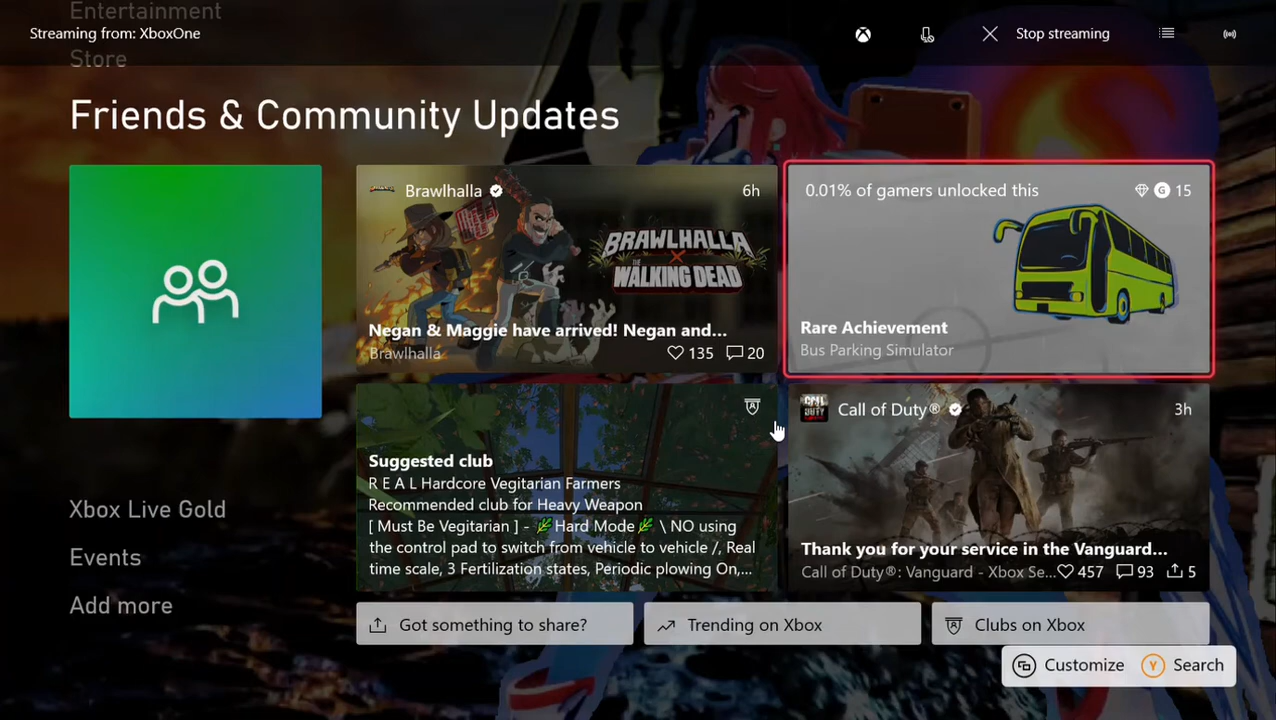 Entertainment
Streaming from: XboxOne
Stop streaming
Store
Friends & Community Updates
Brawlhalla
6h
BRAWLHALLA
X
THE WALKING DEAD
Negan & Maggie have arrived! Negan and...
Brawlhalla
135
20
0.01% of gamers unlocked this
G 15
Rare Achievement
Bus Parking Simulator
Suggested club
R E A L Hardcore Vegitarian Farmers
Recommended club for Heavy Weapon
[ Must Be Vegitarian ] - 🌿Hard Mode🌿 \ NO using
the control pad to switch from vehicle to vehicle /, Real
time scale, 3 Fertilization states, Periodic plowing On,...
CALL OF DUTY
Call of Duty®
3h
Thank you for your service in the Vanguard...
Call of Duty®: Vanguard - Xbox Se...
457
93
5
Xbox Live Gold
Events
Add more
Got something to share?
Trending on Xbox
Clubs on Xbox
Customize
Y Search